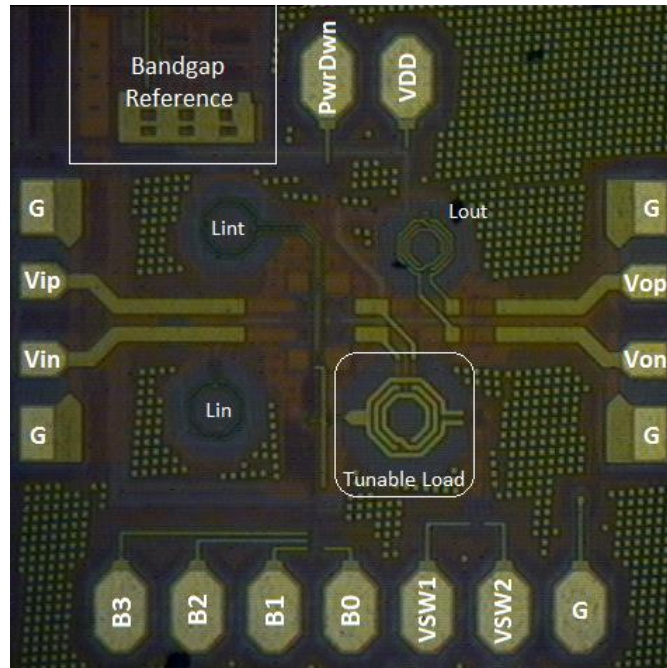 Bandgap
Reference
PwrDwn
VDD
G
Lint
Lout
G
Vip
Vop
Vin
Von
G
Lin
G
Tunable Load
B3
B2
B1
B0
VSW1
VSW2
G